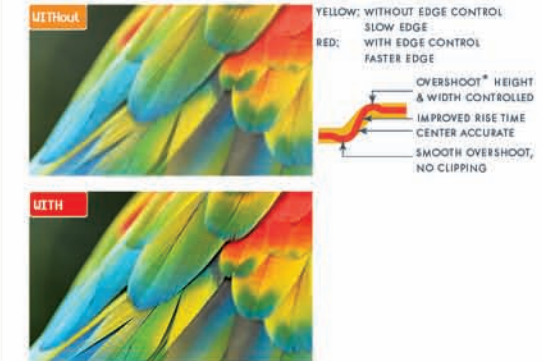 WITHout
YELLOW; WITHOUT EDGE CONTROL
SLOW EDGE
RED; WITH EDGE CONTROL
FASTER EDGE
OVERSHOOT* HEIGHT
& WIDTH CONTROLLED
IMPROVED RISE TIME
CENTER ACCURATE
SMOOTH OVERSHOOT,
NO CLIPPING
WITH